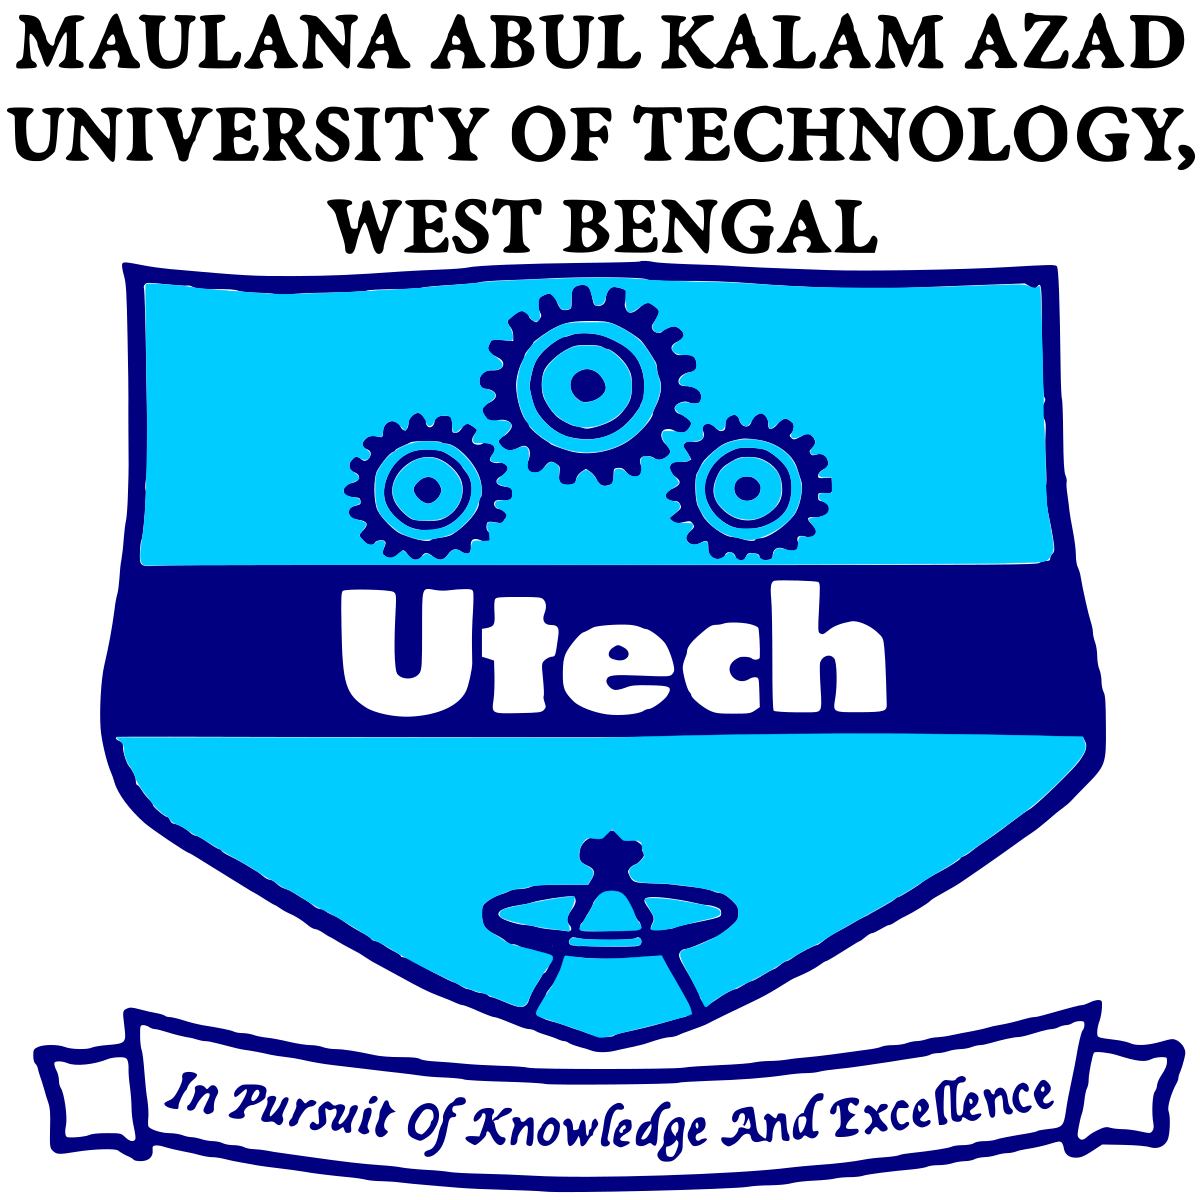 MAULANA ABUL KALAM AZAD
UNIVERSITY OF TECHNOLOGY,
WEST BENGAL
Utech
In Pursuit Of Knowledge And Excellence